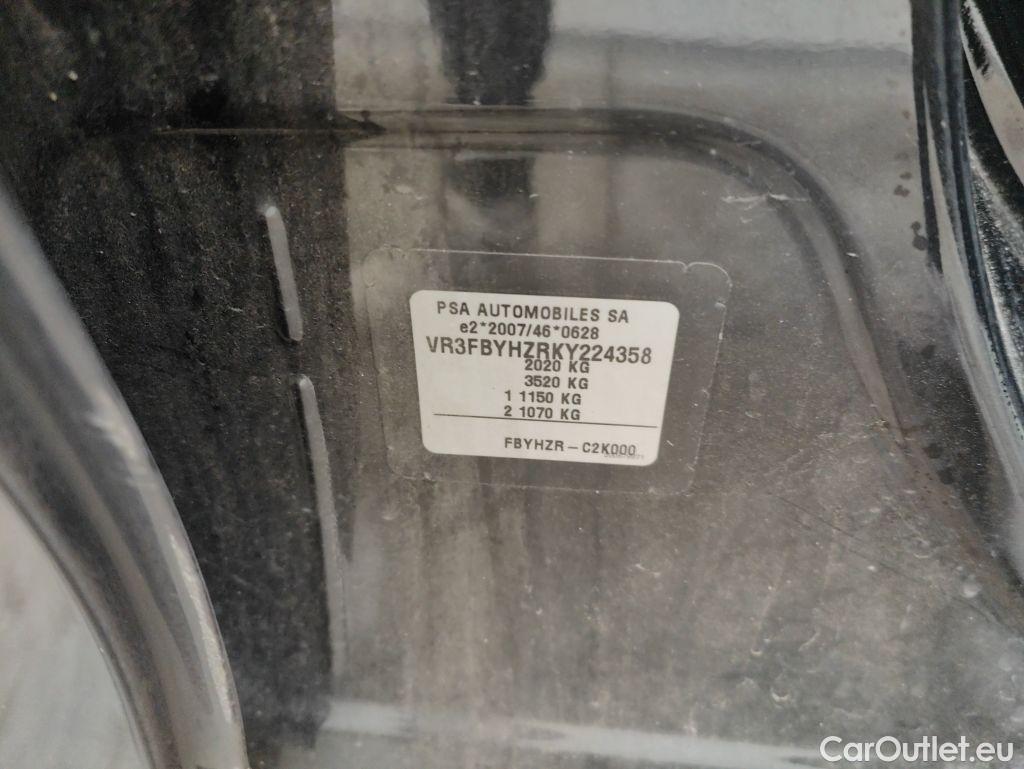 PSA AUTOMOBILES SA
e2*2007/46*0628
VR3FBYHZRKY224358
2020 KG
3520 KG
1 1150 KG
2 1070 KG
FBYHZR – C2K000
CarOutlet.eu